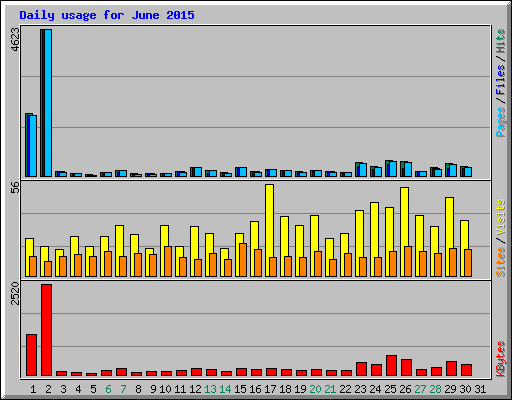 Daily usage for June 2015
4623
Pages / Files / Hits
56
Sites / Visits
2520
KBytes
1 2 3 4 5 6 7 8 9 10 11 12 13 14 15 16 17 18 19 20 21 22 23 24 25 26 27 28 29 30 31